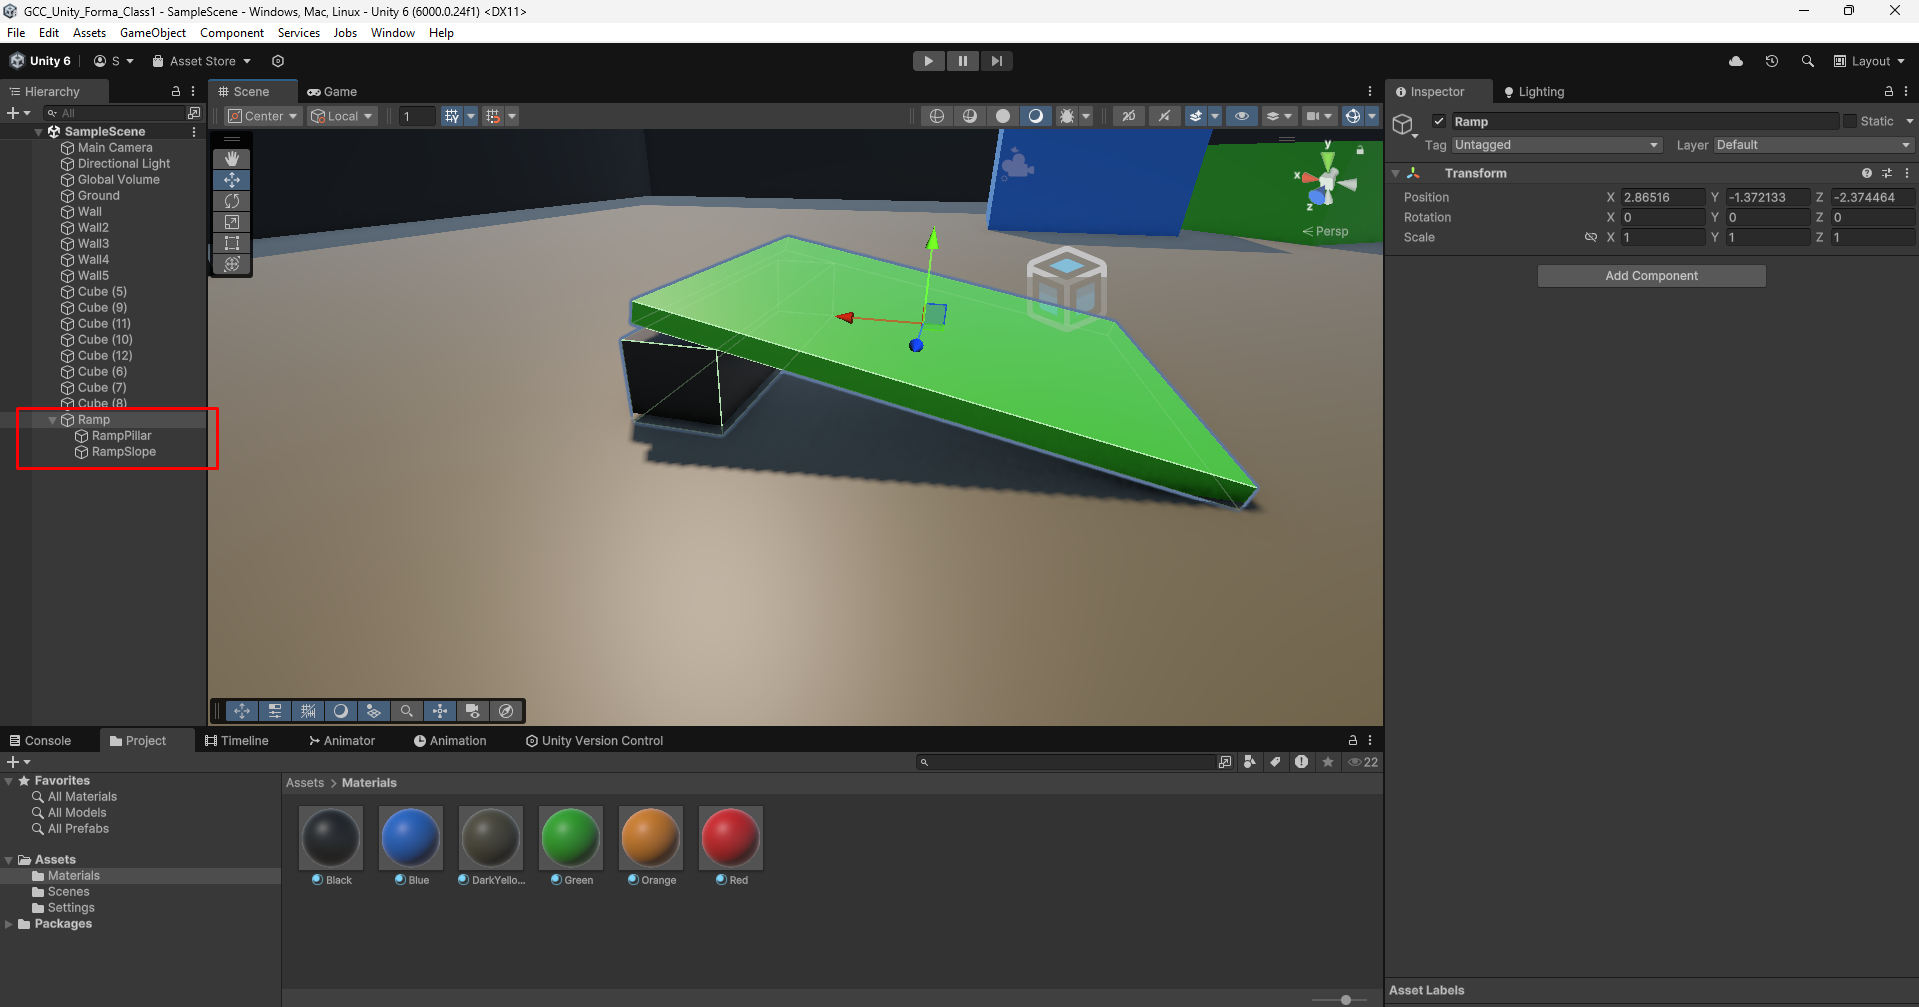 GCC_Unity_Forma_Class1 - SampleScene - Windows, Mac, Linux - Unity 6 (6000.0.24f1) <DX11>
File Edit Assets GameObject Component Services Jobs Window Help
Unity 6 S Asset Store Layout
Hierarchy
All
SampleScene
Main Camera
Directional Light
Global Volume
Ground
Wall
Wall2
Wall3
Wall4
Wall5
Cube (5)
Cube (9)
Cube (11)
Cube (10)
Cube (12)
Cube (6)
Cube (7)
Cube (8)
Ramp
RampPillar
RampSlope
Scene Game
Center Local 1 2D
y
x
z
Persp
Inspector Lighting
Ramp Static
Tag Untagged Layer Default
Transform
Position X 2.86516 Y -1.372133 Z -2.374464
Rotation X 0 Y 0 Z 0
Scale X 1 Y 1 Z 1
Add Component
Console Project Timeline Animator Animation Unity Version Control
22
Favorites
All Materials
All Models
All Prefabs
Assets
Materials
Scenes
Settings
Packages
Assets > Materials
Black Blue DarkYello... Green Orange Red
Asset Labels